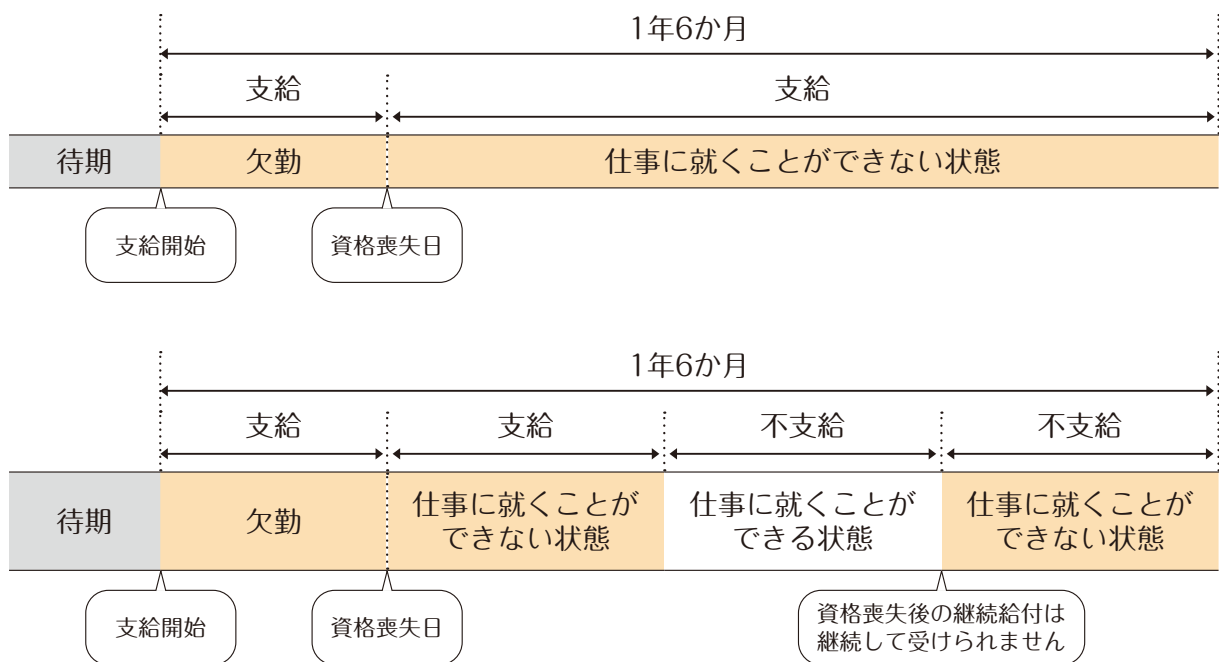 1年6か月
支給
支給
待期
欠勤
仕事に就くことができない状態
支給開始
資格喪失日
1年6か月
支給
支給
不支給
不支給
待期
欠勤
仕事に就くことが
できない状態
仕事に就くことが
できる状態
仕事に就くことが
できない状態
支給開始
資格喪失日
資格喪失後の継続給付は
継続して受けられません